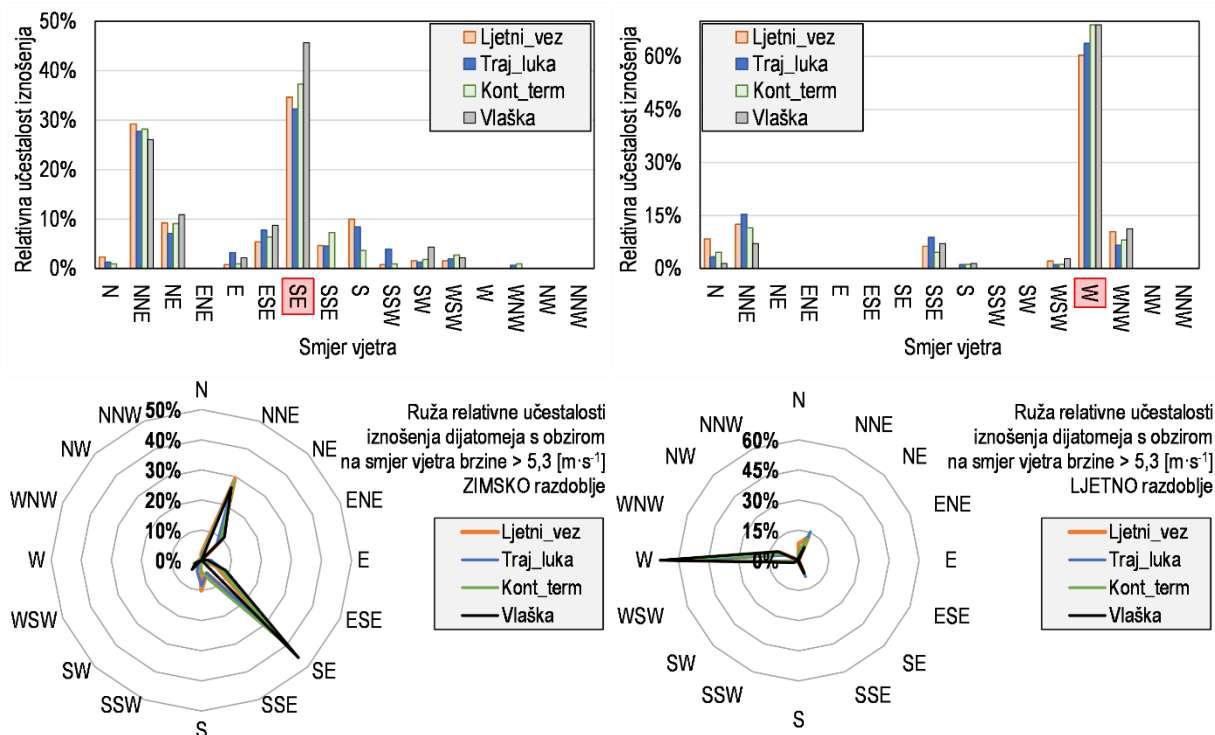 Relativna učestalost iznošenja
50%
40%
30%
20%
10%
0%
Ljetni_vez
Traj_luka
Kont_term
Vlaška
N
NNE
NE
ENE
E
ESE
SE
SSE
S
SSW
SW
WSW
W
WNW
NW
NNW
Smjer vjetra
Relativna učestalost iznošenja
60%
45%
30%
15%
0%
Ljetni_vez
Traj_luka
Kont_term
Vlaška
N
NNE
NE
ENE
E
ESE
SE
SSE
S
SSW
SW
WSW
W
WNW
NW
NNW
Smjer vjetra
N
NNE
NE
ENE
E
ESE
SE
SSE
S
SSW
SW
WSW
W
WNW
NW
NNW
50%
40%
30%
20%
10%
0%
Ruža relativne učestalosti
iznošenja dijatomeja s obzirom
na smjer vjetra brzine > 5,3 [m·s⁻¹]
ZIMSKO razdoblje
Ljetni_vez
Traj_luka
Kont_term
Vlaška
N
NNE
NE
ENE
E
ESE
SE
SSE
S
SSW
SW
WSW
W
WNW
NW
NNW
60%
45%
30%
15%
0%
Ruža relativne učestalosti
iznošenja dijatomeja s obzirom
na smjer vjetra brzine > 5,3 [m·s⁻¹]
LJETNO razdoblje
Ljetni_vez
Traj_luka
Kont_term
Vlaška